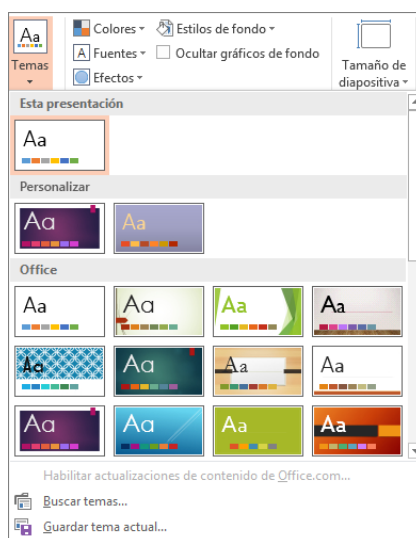 Aa
Temas
Colores
Estilos de fondo
Fuentes
Ocultar gráficos de fondo
Efectos
Tamaño de
diapositiva
Esta presentación
Aa
Personalizar
Aa Aa
Office
Aa Aa Aa Aa
Aa Aa Aa Aa
Aa Aa Aa Aa
Habilitar actualizaciones de contenido de Office.com...
Buscar temas...
Guardar tema actual...